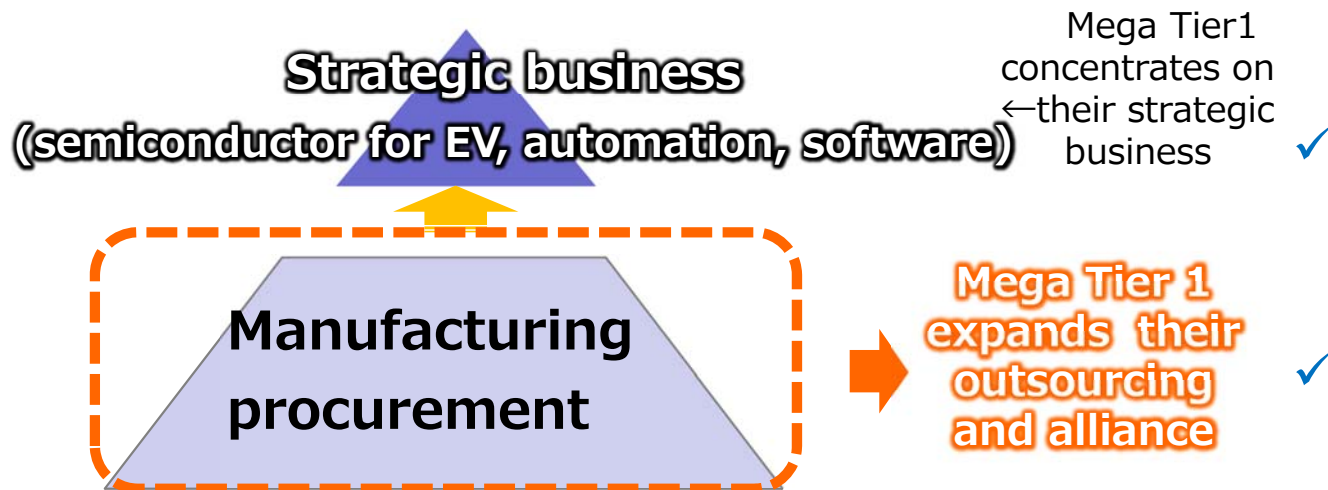 Strategic business
(semiconductor for EV, automation, software)
Mega Tier1
concentrates on
←their strategic
business
✓
Manufacturing
procurement
Mega Tier 1
expands their
outsourcing
and alliance
✓